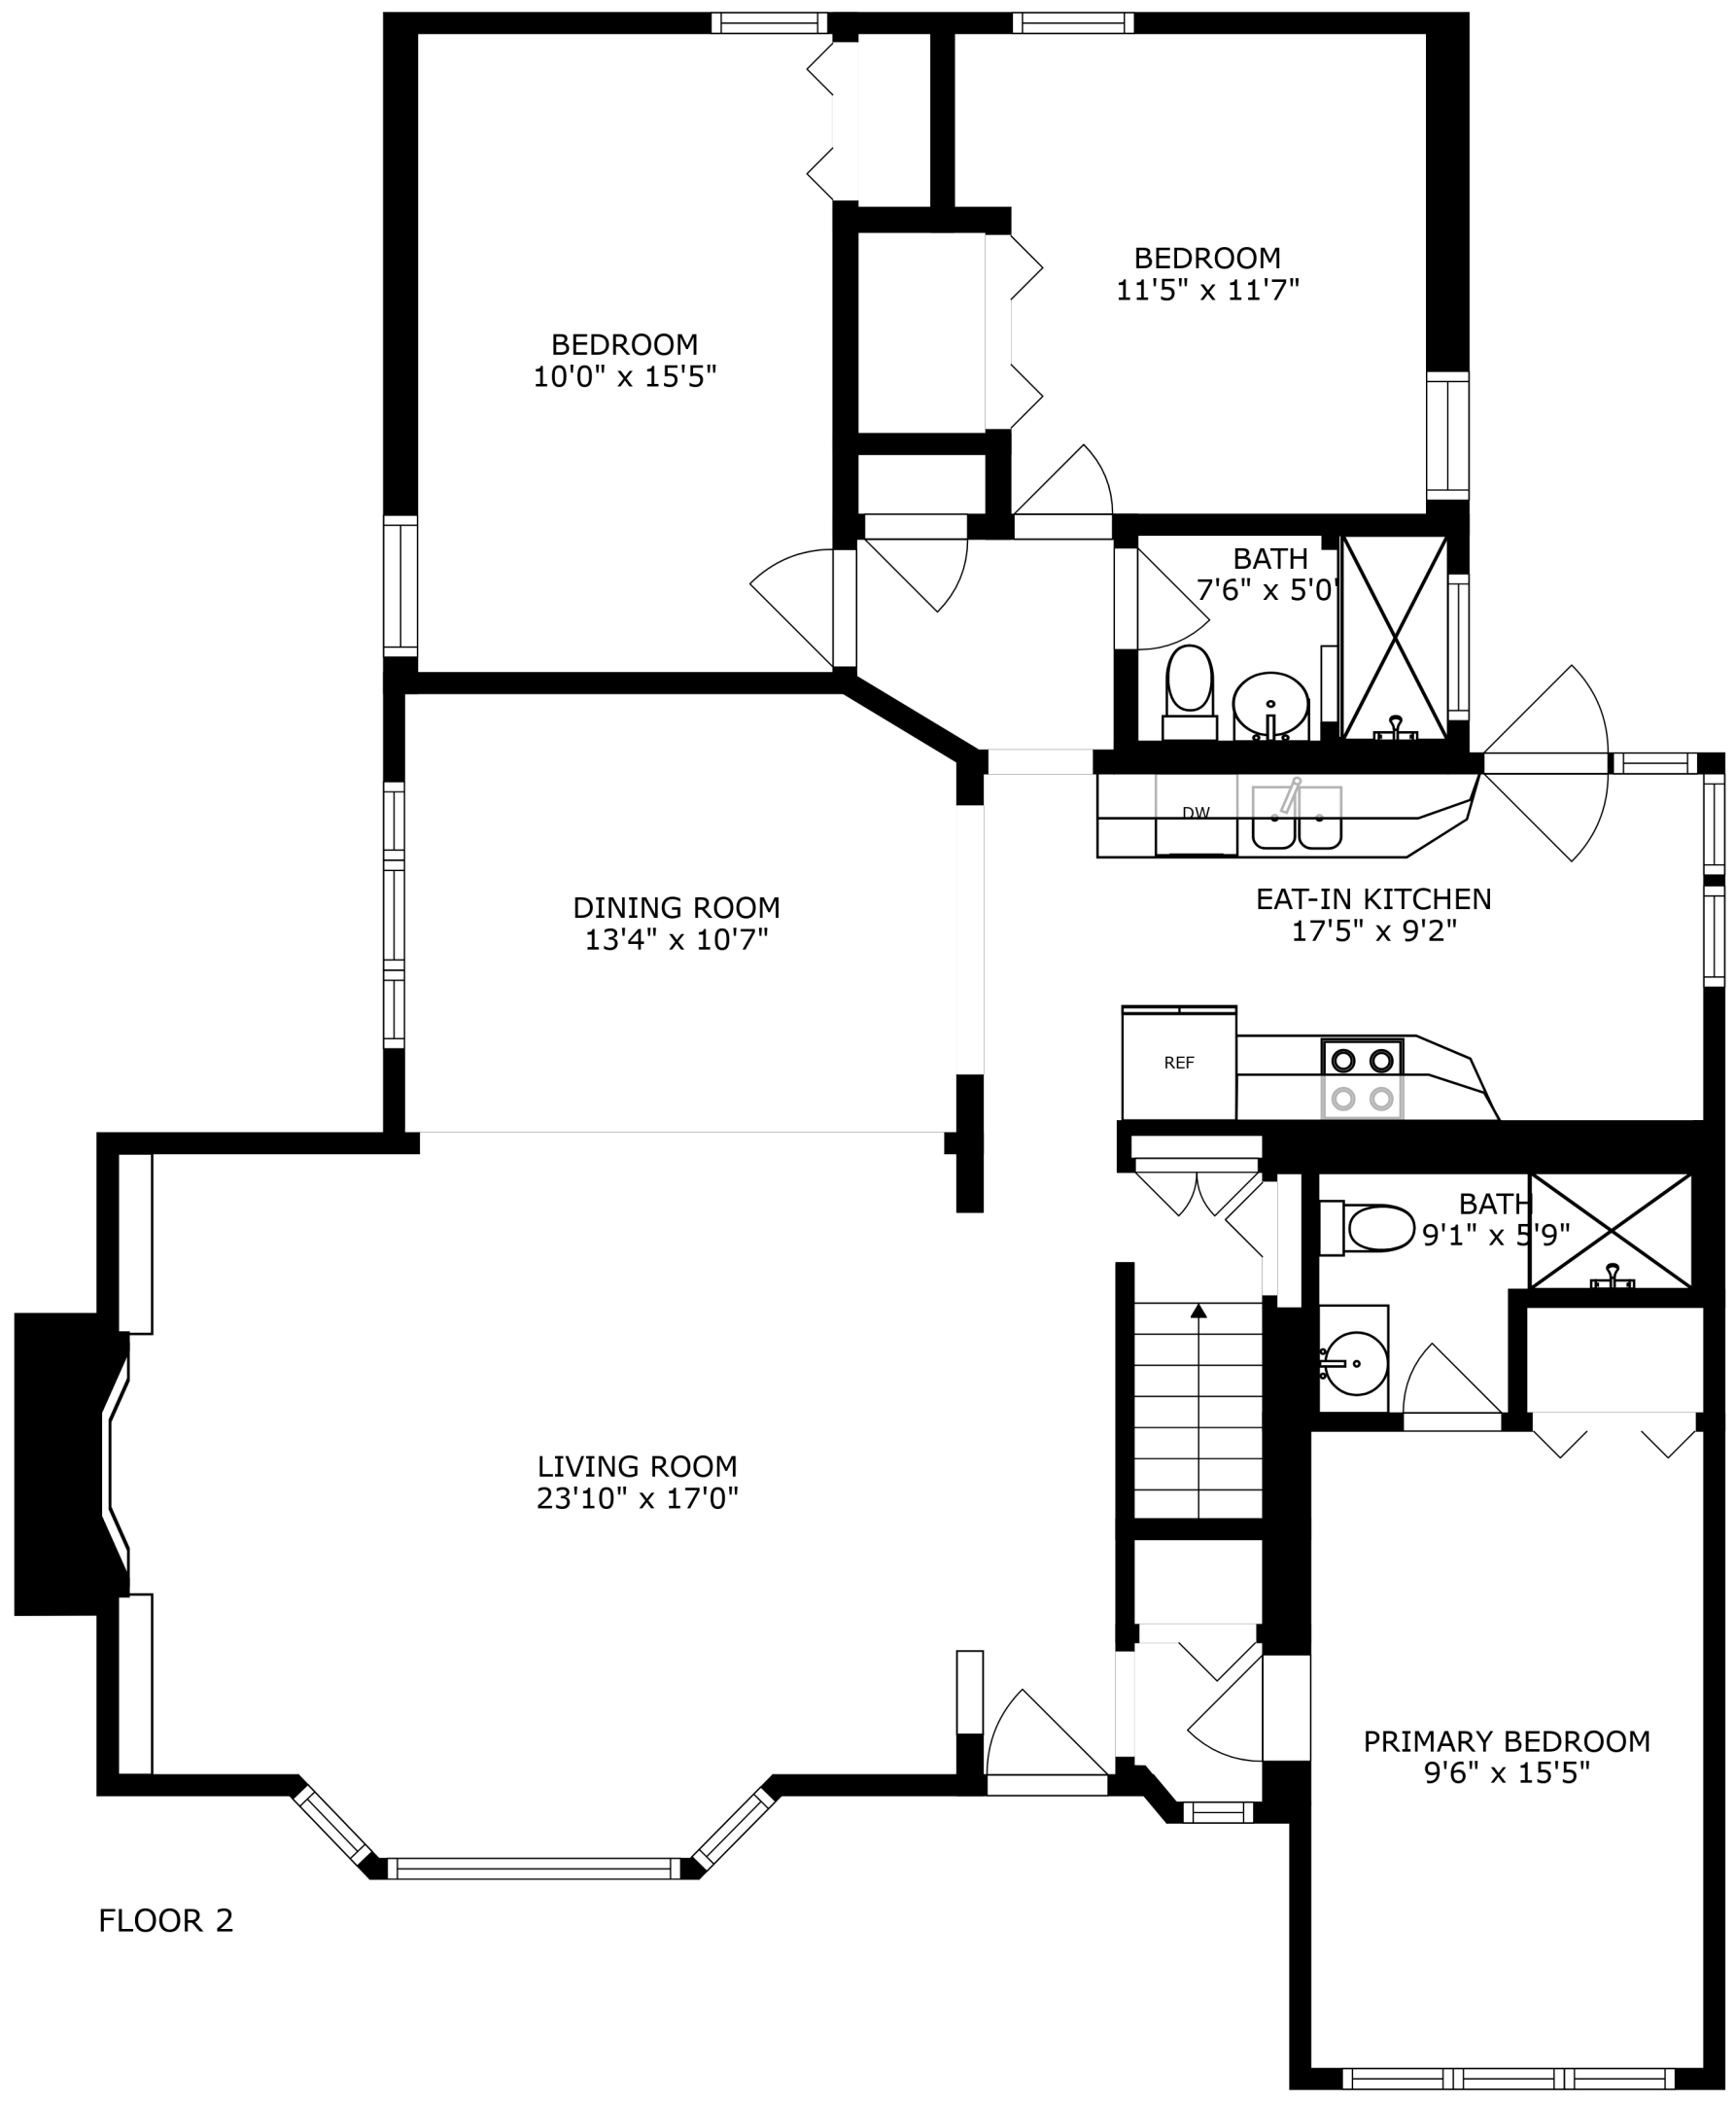 BEDROOM
11'5" x 11'7"
BEDROOM
10'0" x 15'5"
BATH
7'6" x 5'0'
DW
EAT-IN KITCHEN
17'5" x 9'2"
DINING ROOM
13'4" x 10'7"
REF
BATH
9'1" x 5'9"
LIVING ROOM
23'10" x 17'0"
PRIMARY BEDROOM
9'6" x 15'5"
FLOOR 2